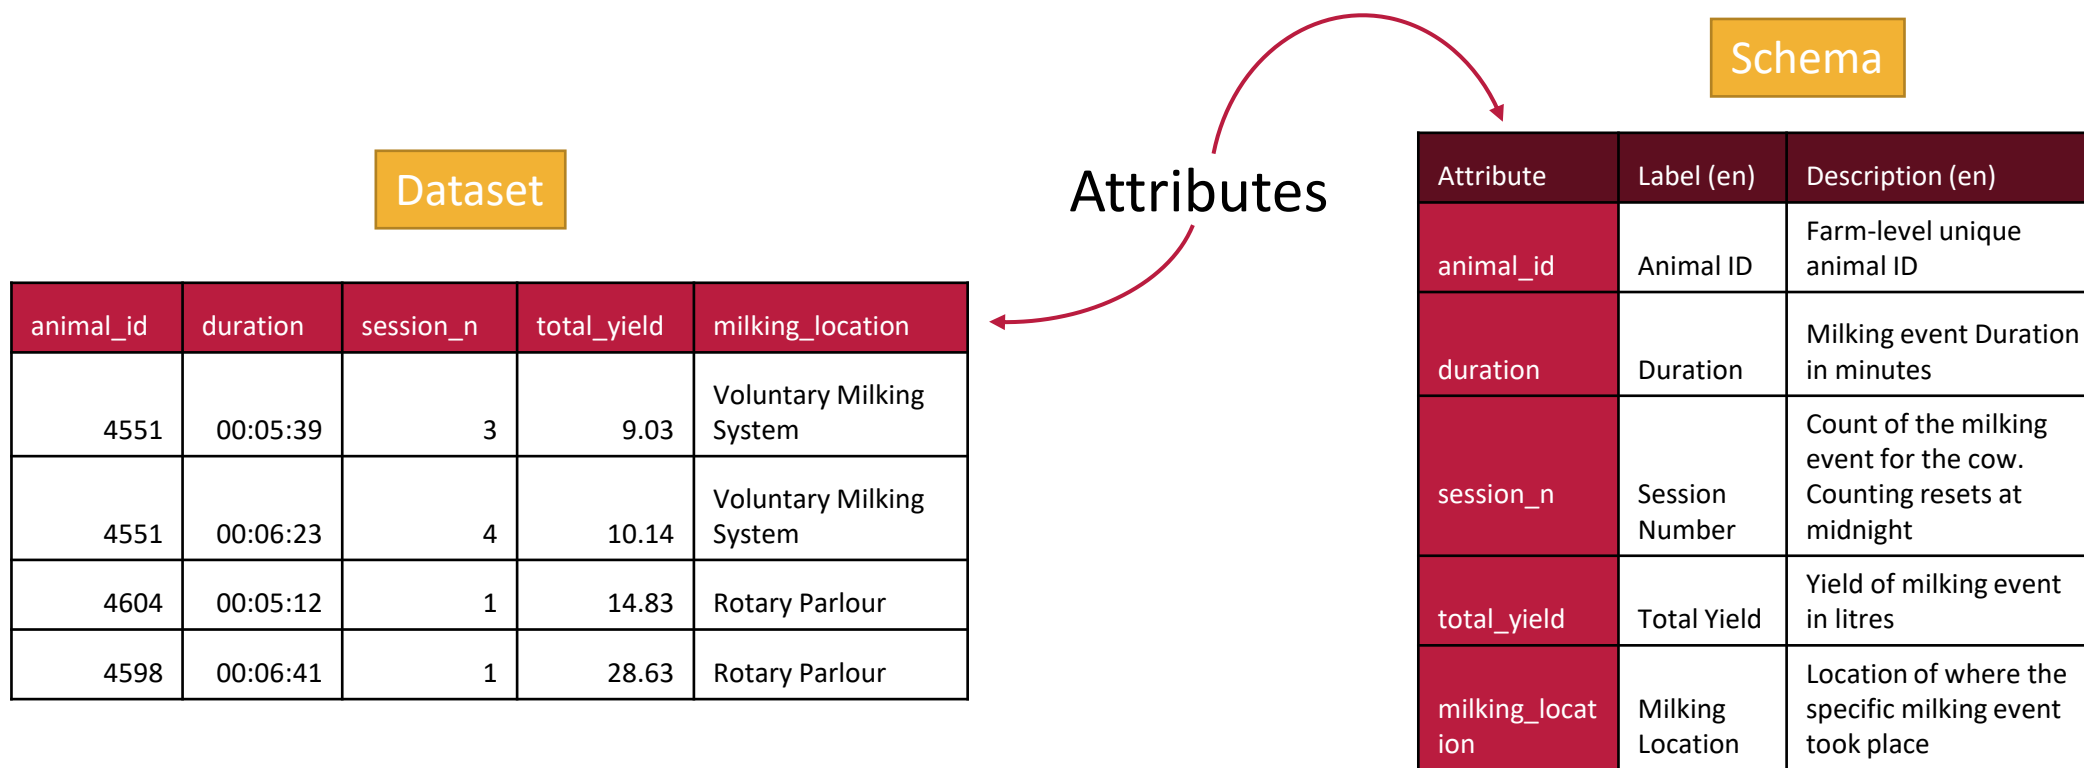 Schema
Dataset
Attributes
animal_id duration session_n total_yield milking_location
4551 00:05:39 3 9.03 Voluntary Milking
System
4551 00:06:23 4 10.14 Voluntary Milking
System
4604 00:05:12 1 14.83 Rotary Parlour
4598 00:06:41 1 28.63 Rotary Parlour
Attribute Label (en) Description (en)
animal_id Animal ID Farm-level unique
animal ID
duration Duration Milking event Duration
in minutes
session_n Session
Number Count of the milking
event for the cow.
Counting resets at
midnight
total_yield Total Yield Yield of milking event
in litres
milking_locat
ion Milking
Location Location of where the
specific milking event
took place